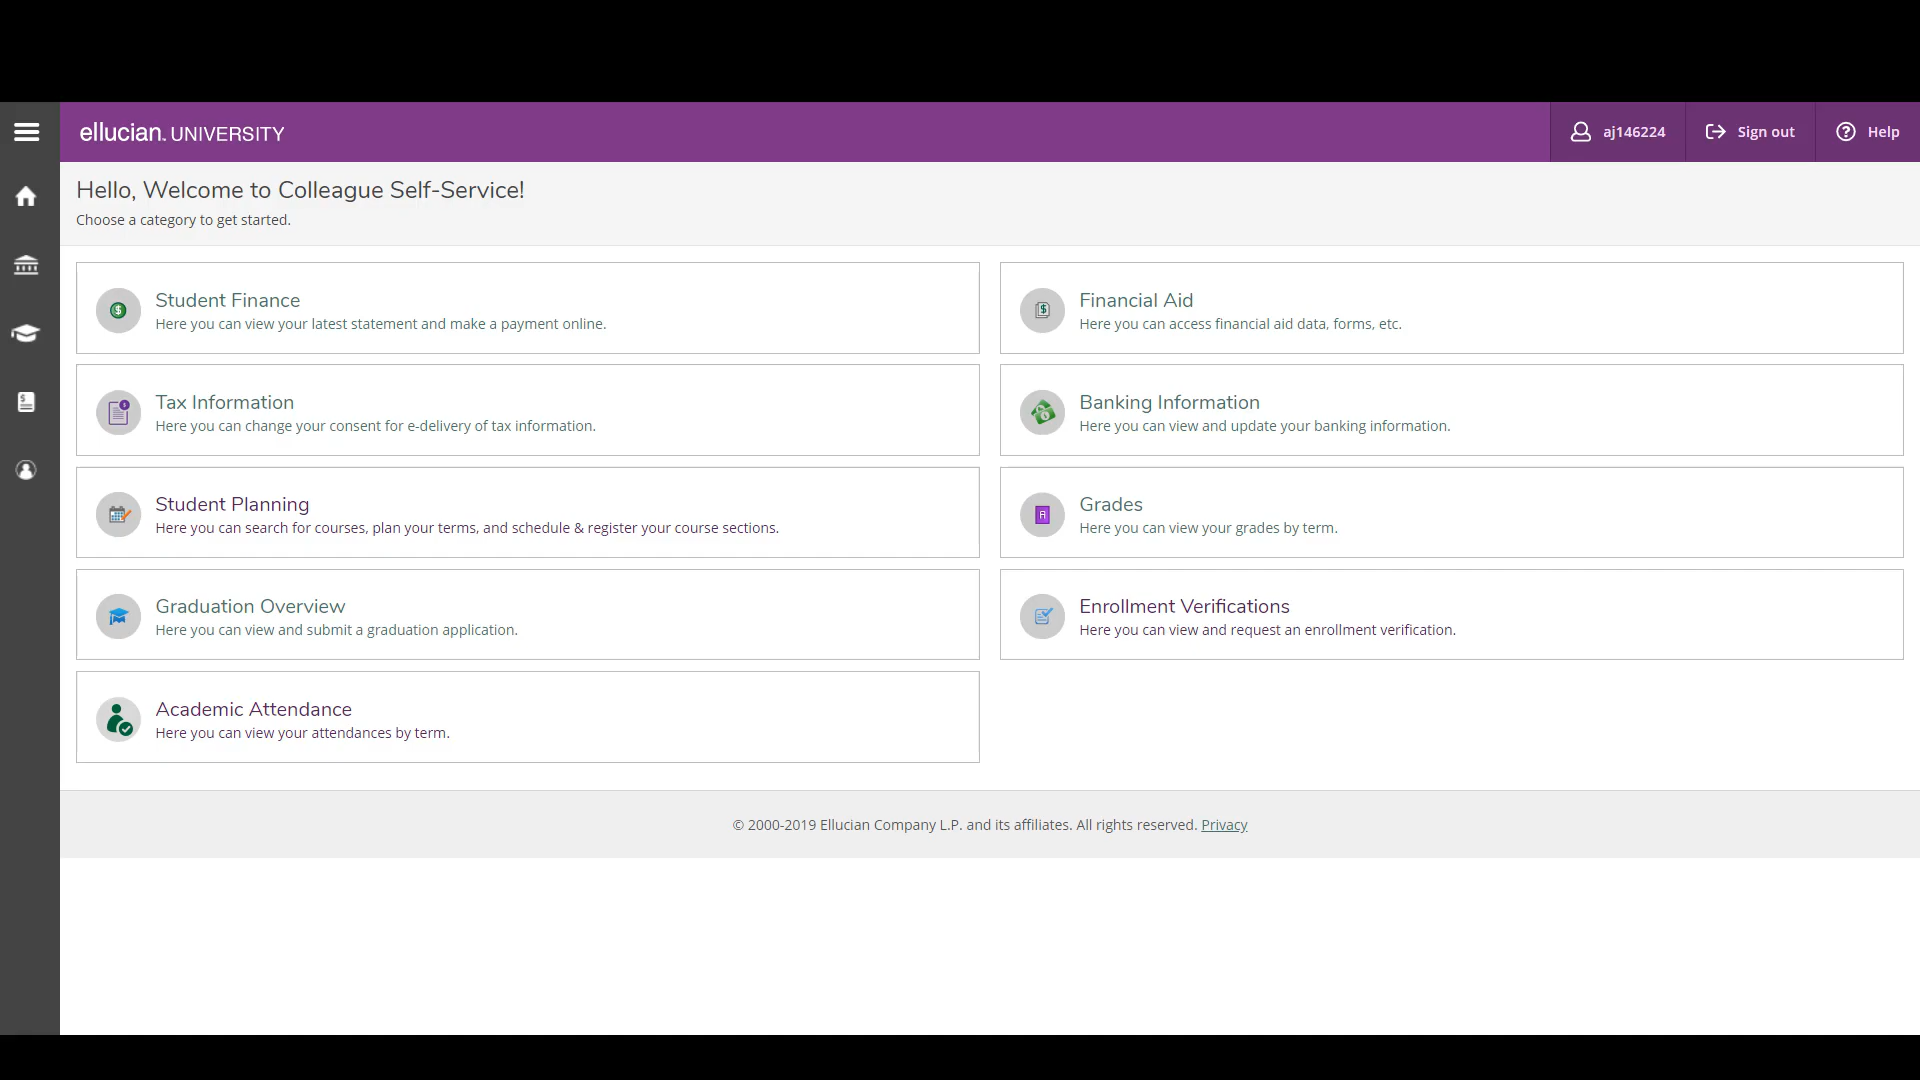 ellucian. UNIVERSITY
aj146224
Sign out
Help
Hello, Welcome to Colleague Self-Service!
Choose a category to get started.
Student Finance
Here you can view your latest statement and make a payment online.
Financial Aid
Here you can access financial aid data, forms, etc.
Tax Information
Here you can change your consent for e-delivery of tax information.
Banking Information
Here you can view and update your banking information.
Student Planning
Here you can search for courses, plan your terms, and schedule & register your course sections.
Grades
Here you can view your grades by term.
Graduation Overview
Here you can view and submit a graduation application.
Enrollment Verifications
Here you can view and request an enrollment verification.
Academic Attendance
Here you can view your attendances by term.
© 2000-2019 Ellucian Company L.P. and its affiliates. All rights reserved. Privacy